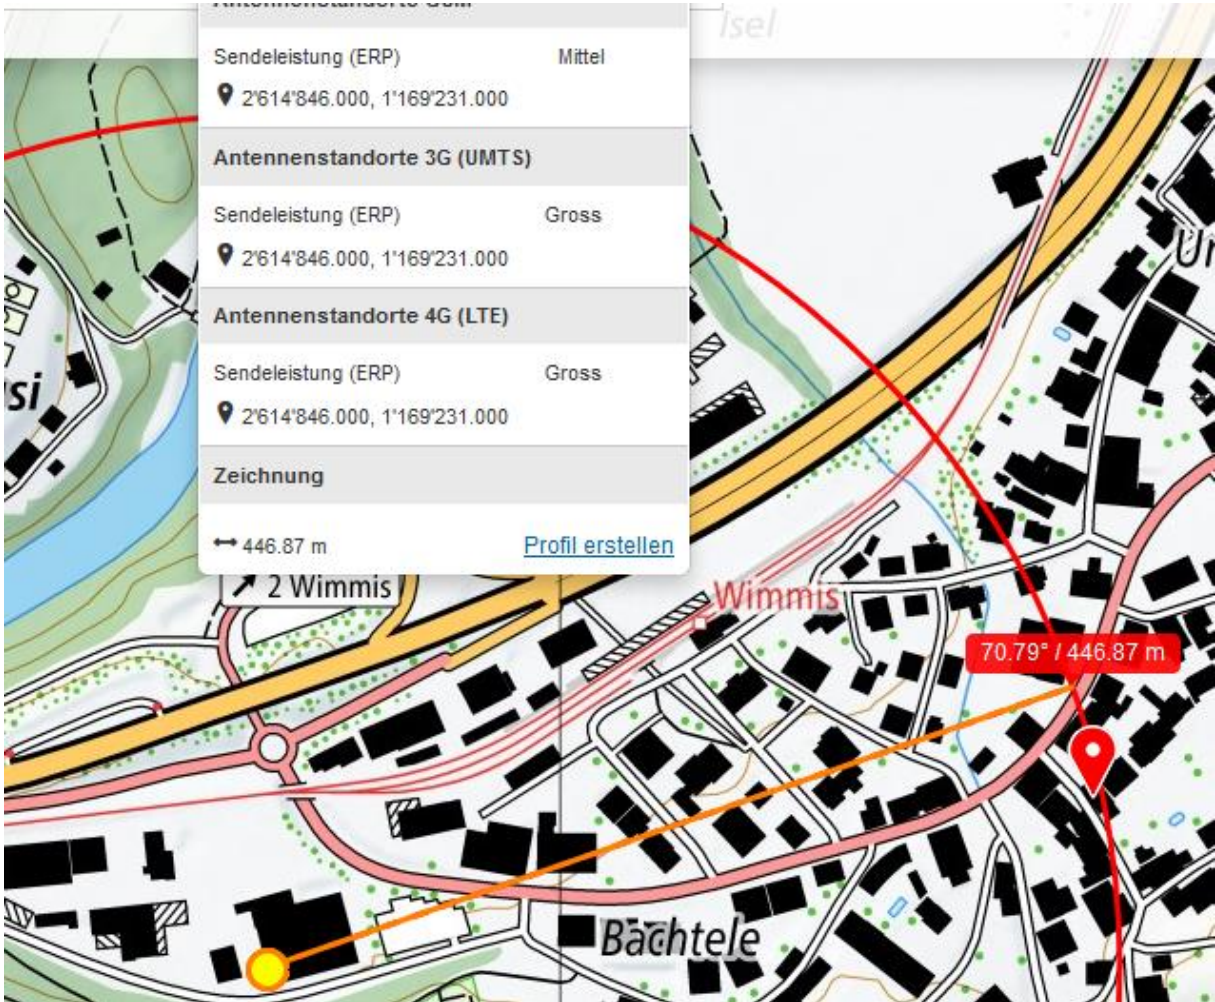 Isel
Antennenstandorte GSM
Sendeleistung (ERP) Mittel
2'614'846.000, 1'169'231.000
Antennenstandorte 3G (UMTS)
Sendeleistung (ERP) Gross
2'614'846.000, 1'169'231.000
Antennenstandorte 4G (LTE)
Sendeleistung (ERP) Gross
2'614'846.000, 1'169'231.000
Zeichnung
446.87 m Profil erstellen
2 Wimmis
Wimmis
70.79° / 446.87 m
Bächtele